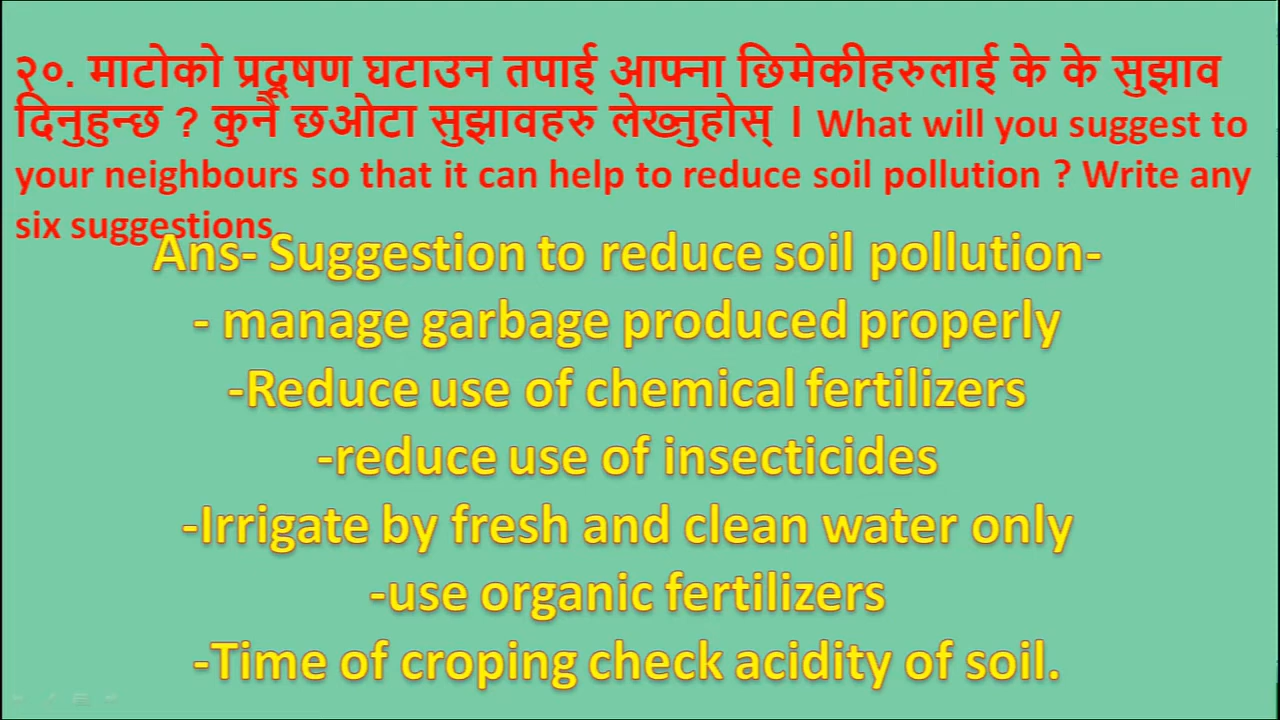 २०. माटोको प्रदूषण घटाउन तपाई आफ्ना छिमेकीहरुलाई के के सुझाव
दिनुहुन्छ ? कुनै छओटा सुझावहरु लेख्नुहोस् । What will you suggest to
your neighbours so that it can help to reduce soil pollution ? Write any
six suggestions
Ans- Suggestion to reduce soil pollution-
- manage garbage produced properly
-Reduce use of chemical fertilizers
-reduce use of insecticides
-Irrigate by fresh and clean water only
-use organic fertilizers
-Time of croping check acidity of soil.